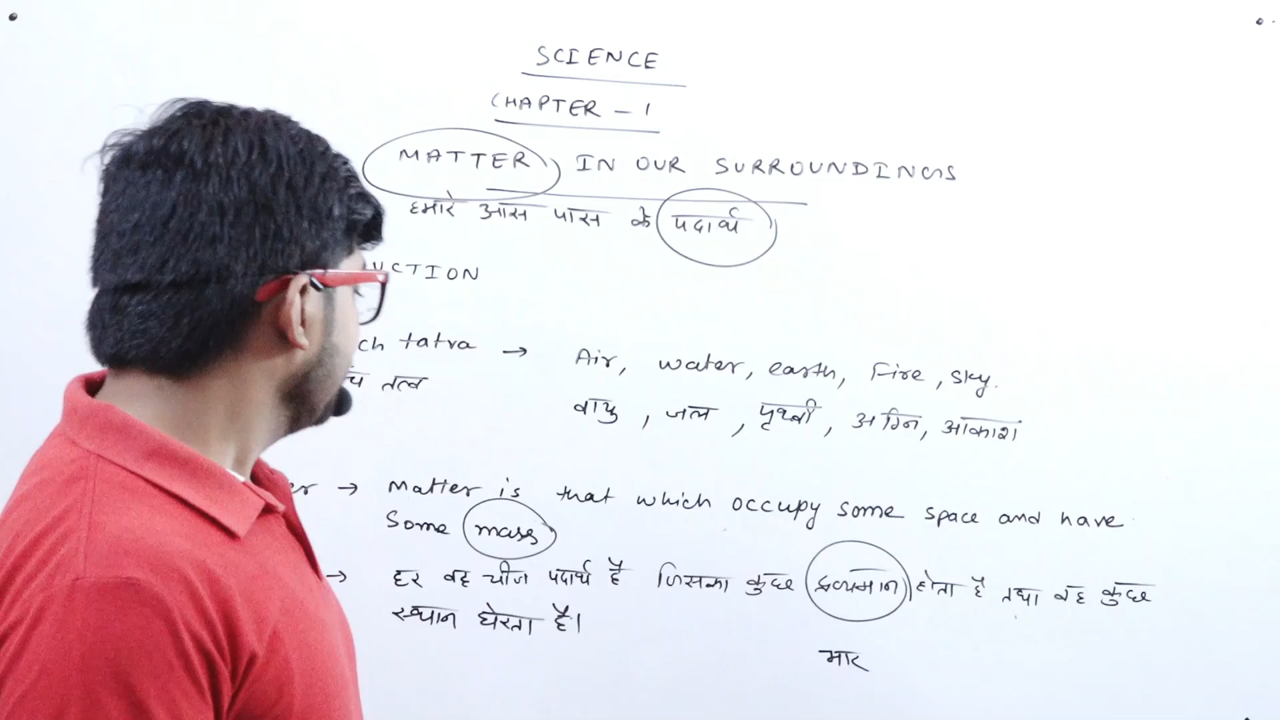 SCIENCE
CHAPTER - 1
MATTER IN OUR SURROUNDINGS
हमारे आस पास के पदार्थ
UCTION
ch tatva → Air, water, earth, Fire, sky.
च तत्व वायु, जल, पृथ्वी, अग्नि, आकाश
er → Matter is that which occupy some space and have
Some mass
→ हर वह चीज पदार्थ है जिसका कुछ द्रव्यमान होता है तथा वह कुछ
स्थान घेरता है।
भार